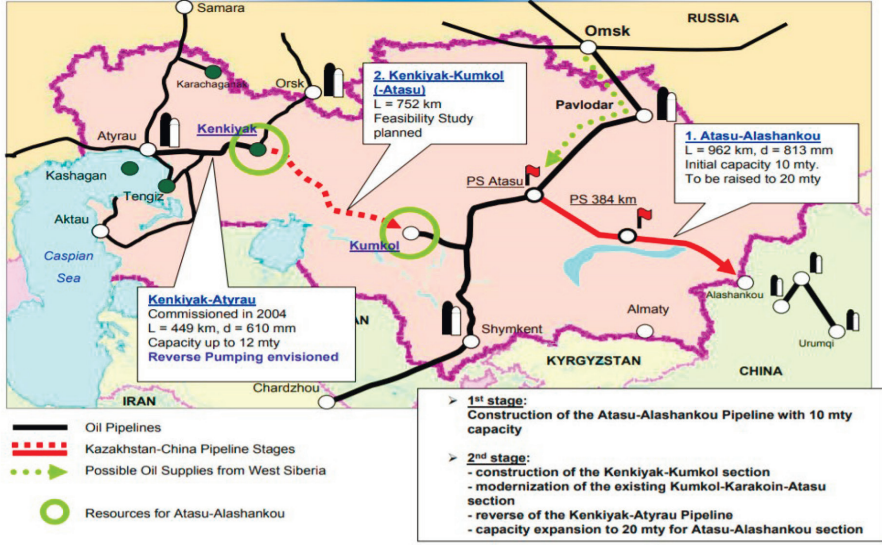 Samara
RUSSIA
Omsk
Karachaganak
Orsk
2. Kenkiyak-Kumkol
(-Atasu)
L = 752 km
Feasibility Study
planned
Pavlodar
Atyrau
Kenkiyak
1. Atasu-Alashankou
L = 962 km, d = 813 mm
Initial capacity 10 mty.
To be raised to 20 mty
Kashagan
Tengiz
PS Atasu
PS 384 km
Aktau
Kumkol
Caspian
Sea
Alashankou
Kenkiyak-Atyrau
Commissioned in 2004
L = 449 km, d = 610 mm
Capacity up to 12 mty
Reverse Pumping envisioned
AN
Almaty
Shymkent
Urumqi
KYRGYZSTAN
CHINA
Chardzhou
IRAN
➢ 1st stage:
Construction of the Atasu-Alashankou Pipeline with 10 mty
capacity
➢ 2nd stage:
- construction of the Kenkiyak-Kumkol section
- modernization of the existing Kumkol-Karakoin-Atasu
section
- reverse of the Kenkiyak-Atyrau Pipeline
- capacity expansion to 20 mty for Atasu-Alashankou section
Oil Pipelines
Kazakhstan-China Pipeline Stages
Possible Oil Supplies from West Siberia
Resources for Atasu-Alashankou